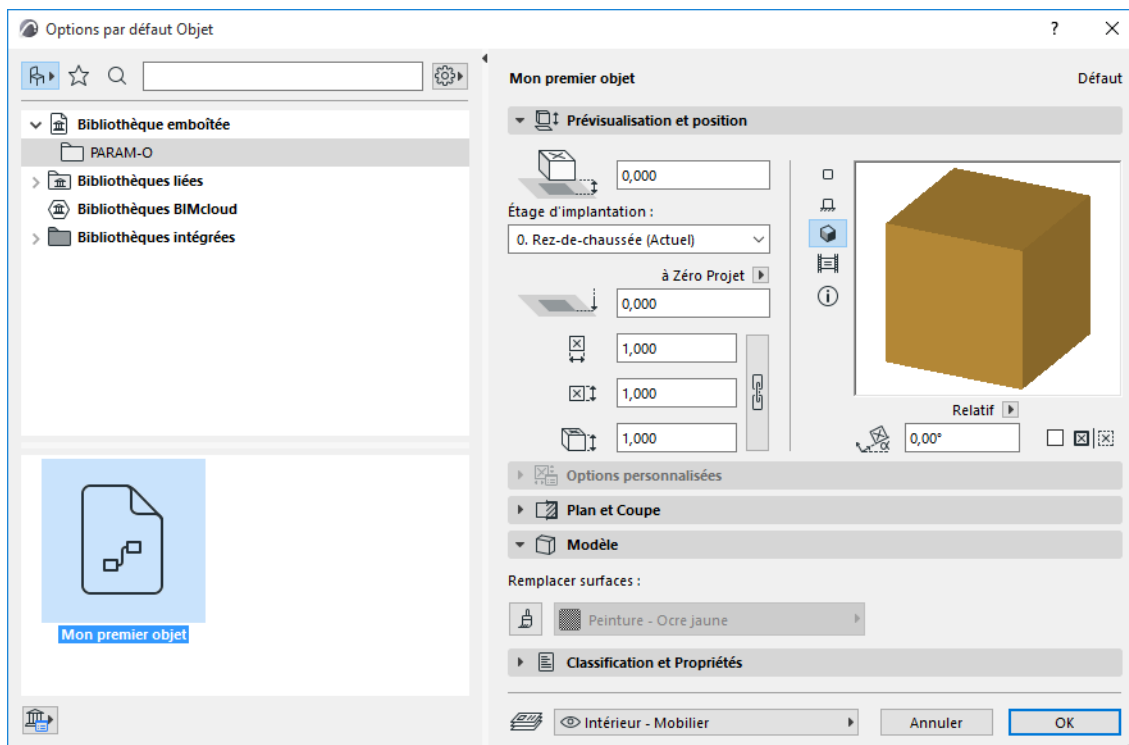 Options par défaut Objet
?
Bibliothèque emboîtée
PARAM-O
Bibliothèques liées
Bibliothèques BIMcloud
Bibliothèques intégrées
Mon premier objet
Mon premier objet
Défaut
Prévisualisation et position
0,000
Étage d'implantation :
0. Rez-de-chaussée (Actuel)
à Zéro Projet
0,000
1,000
1,000
1,000
Relatif
α
0,00°
Options personnalisées
Plan et Coupe
Modèle
Remplacer surfaces :
Peinture - Ocre jaune
Classification et Propriétés
Intérieur - Mobilier
Annuler
OK